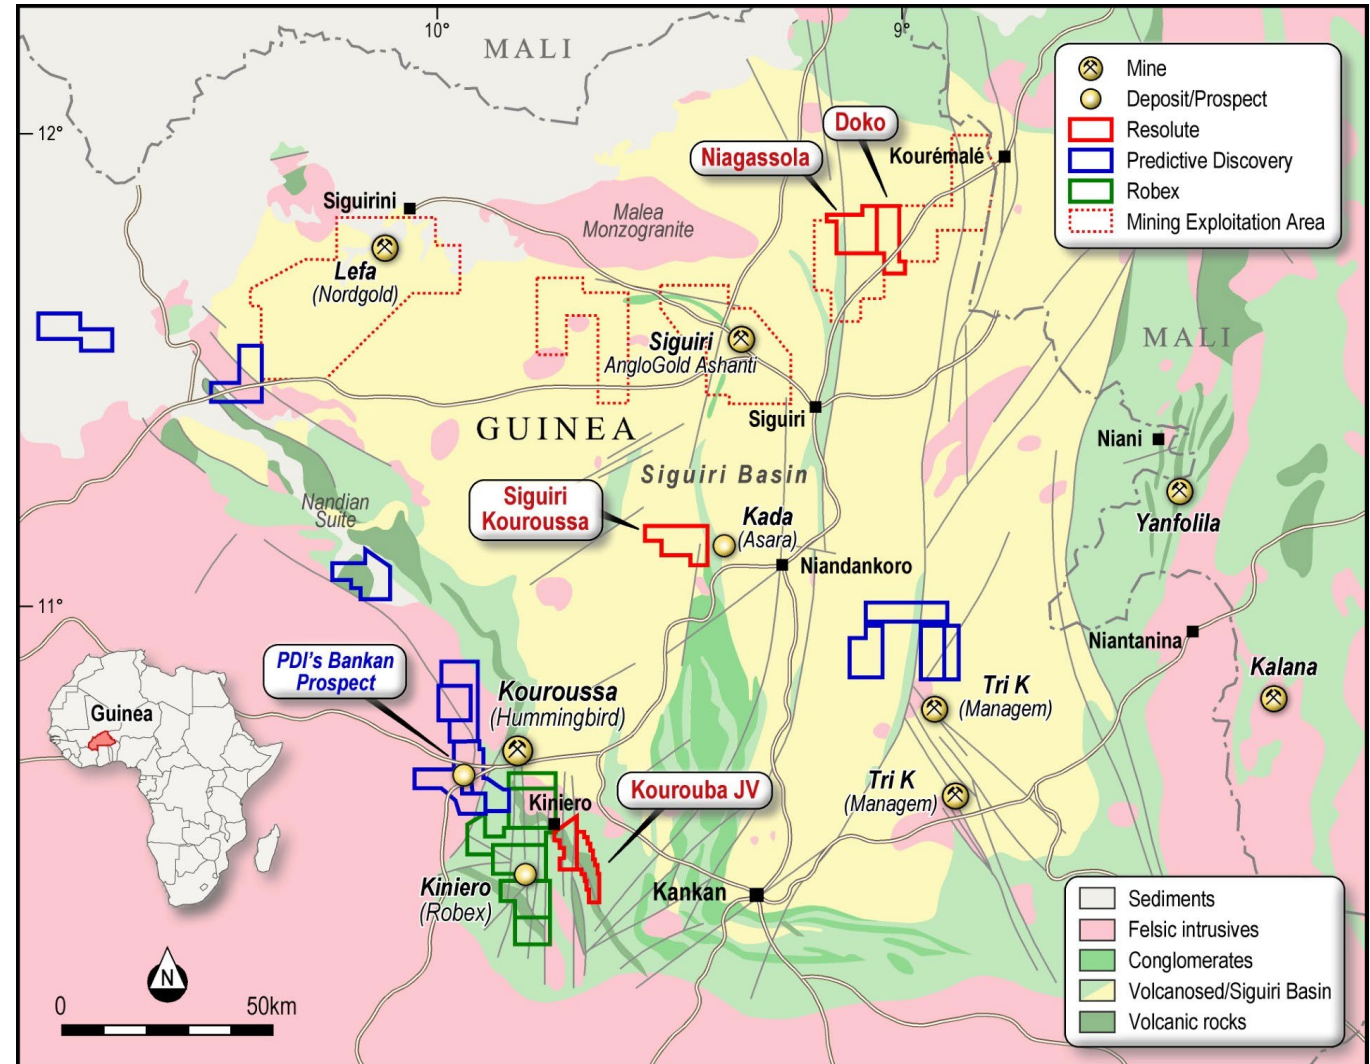 10°
9°
MALI
12°
Mine
Deposit/Prospect
Resolute
Predictive Discovery
Robex
Mining Exploitation Area
Doko
Niagassola
Kourémalé
Siguirini
Malea
Monzogranite
Lefa
(Nordgold)
Siguiri
AngloGold Ashanti
MALI
Siguiri
GUINEA
Niani
Siguiri Basin
Siguiri
Kouroussa
Nandian
Suite
Kada
(Asara)
Yanfolila
Niandankoro
11°
Niantanina
PDI's Bankan
Prospect
Kouroussa
(Hummingbird)
Tri K
(Managem)
Kalana
Guinea
Tri K
(Managem)
Kourouba JV
Kiniero
Kiniero
(Robex)
Kankan
Sediments
Felsic intrusives
Conglomerates
Volcanosed/Siguiri Basin
Volcanic rocks
N
0
50km